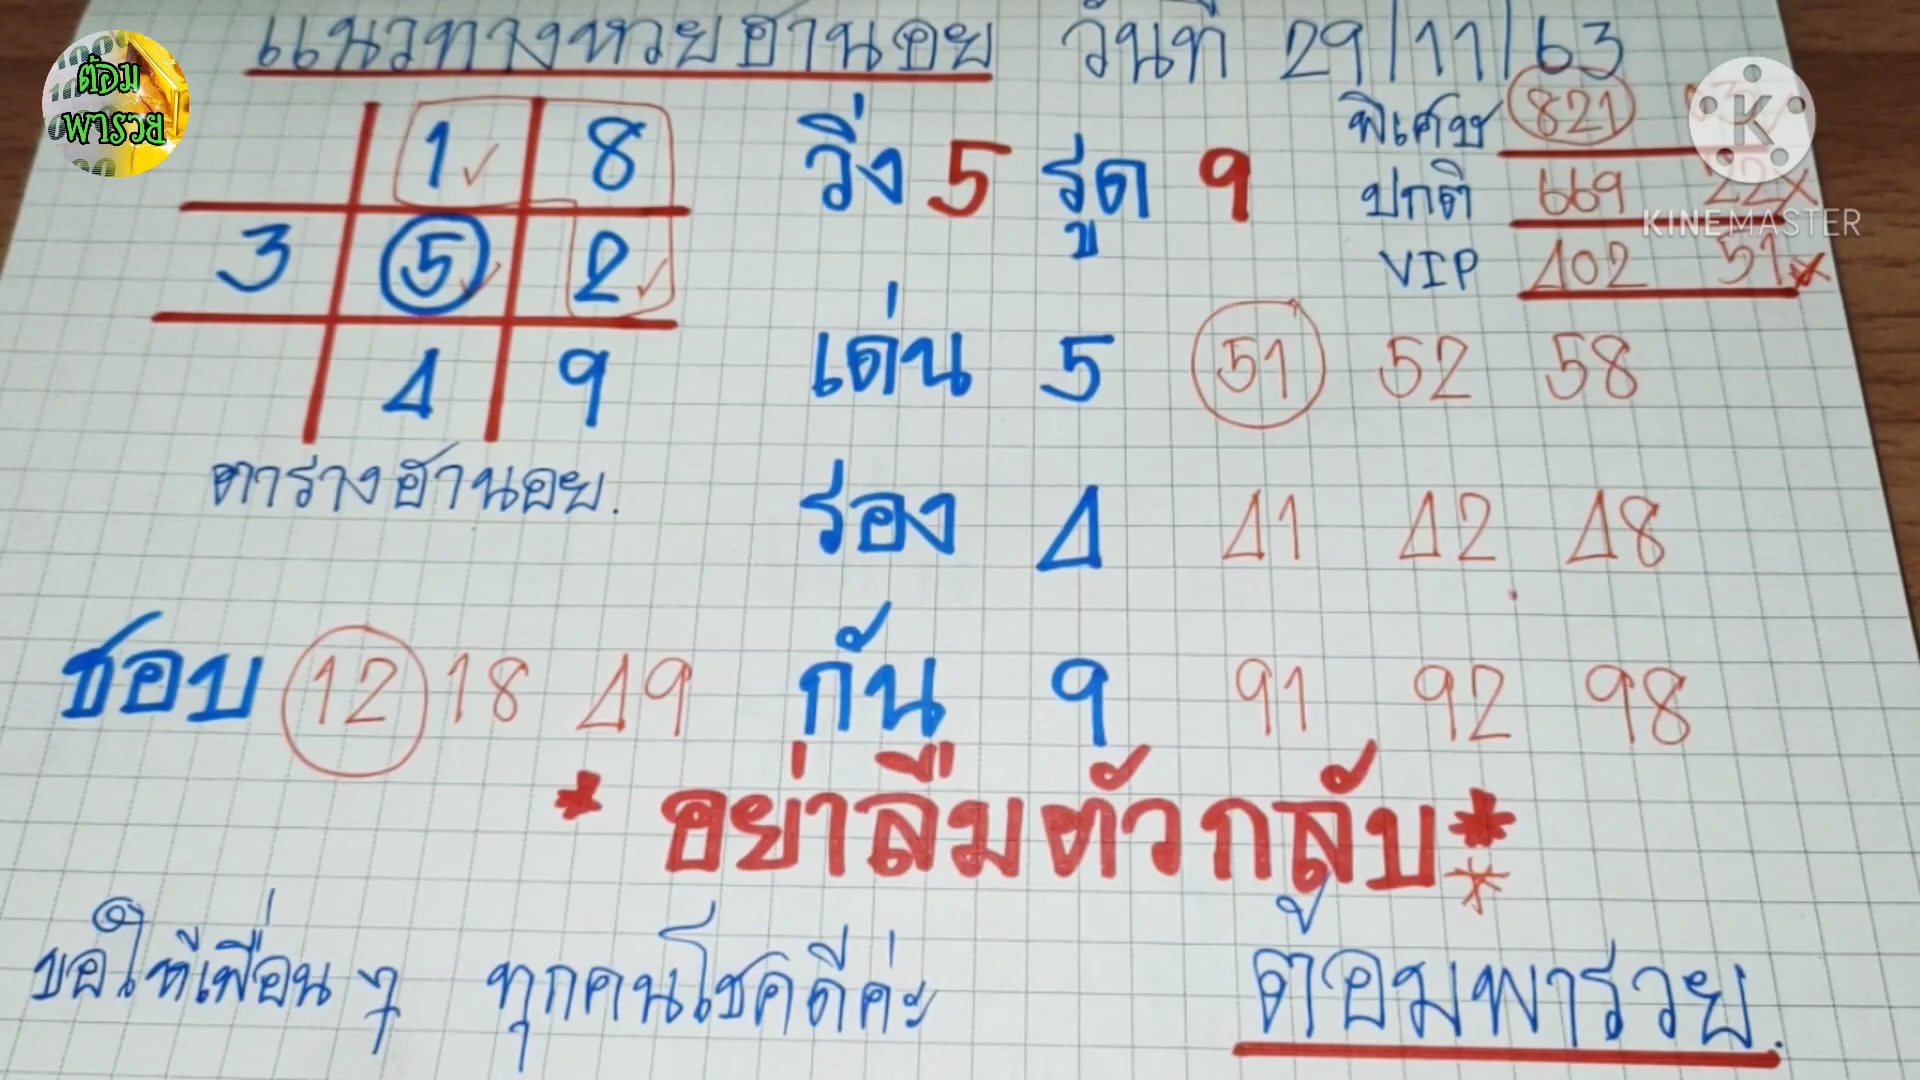 แนวทางหวยฮานอย วันที่ 29/11/63
ต้อม
พารวย
พิเศษ 821
ปกติ 669 22x
VIP 402 51x
K
KINEMASTER
1 8
3 5 2
4 9
ตารางฮานอย.
วิ่ง 5 รูด 9
เด่น 5 51 52 58
รอง 4 41 42 48
ชอบ 12 18 49 กัน 9 91 92 98
* อย่าลืมตัวกลับ *
ขอให้เพื่อน ๆ ทุกคนโชคดีค่ะ
ต้อมพารวย.